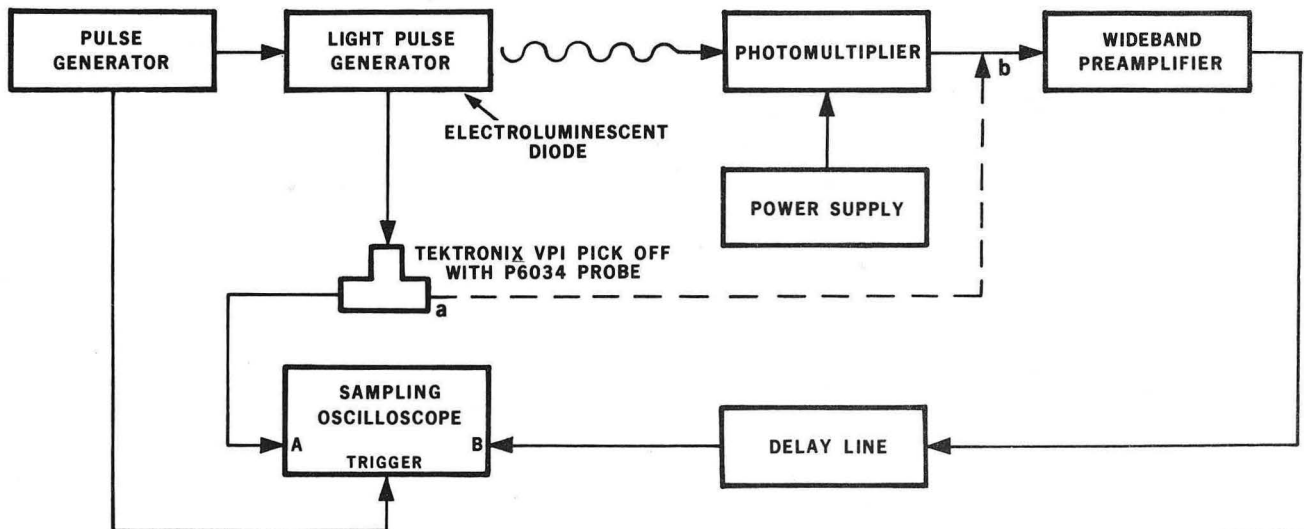 PULSE
GENERATOR
LIGHT PULSE
GENERATOR
PHOTOMULTIPLIER
b
WIDEBAND
PREAMPLIFIER
ELECTROLUMINESCENT
DIODE
POWER SUPPLY
TEKTRONIX VPI PICK OFF
WITH P6034 PROBE
a
SAMPLING
OSCILLOSCOPE
A
B
TRIGGER
DELAY LINE